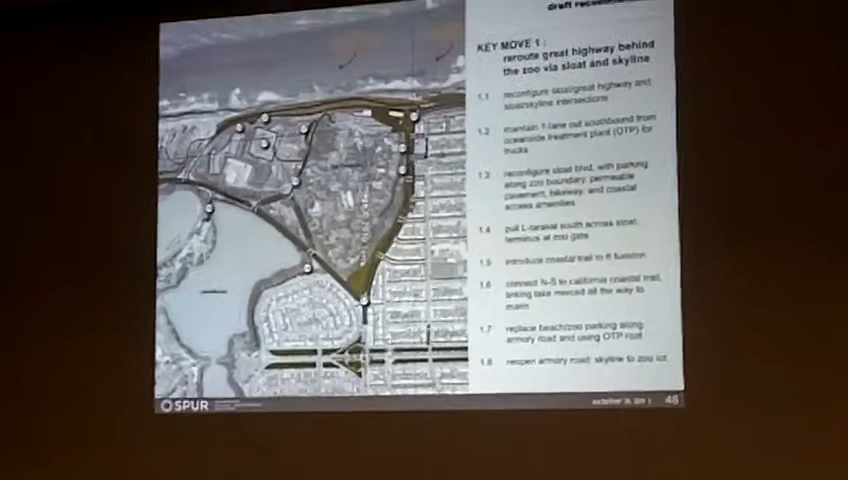 draft
KEY MOVE 1 :
reroute great highway behind
the zoo via sloat and skyline
1.1 reconfigure sloat/great highway and
sloat/skyline intersections
1.2 maintain 1-lane out southbound from
oceanside treatment plant (OTP) for
trucks
1.3 reconfigure sloat blvd. with parking
along zoo boundary, permeable
pavement, bikeway, and coastal
access amenities
1.4 pull L-taraval south across sloat,
terminus at zoo gate
1.5 introduce coastal trail to ft funston
1.6 connect N-S to california coastal trail,
linking lake merced all the way to
marin
1.7 replace beach/zoo parking along
armory road and using OTP roof
1.8 reopen armory road: skyline to zoo lot
SPUR
46